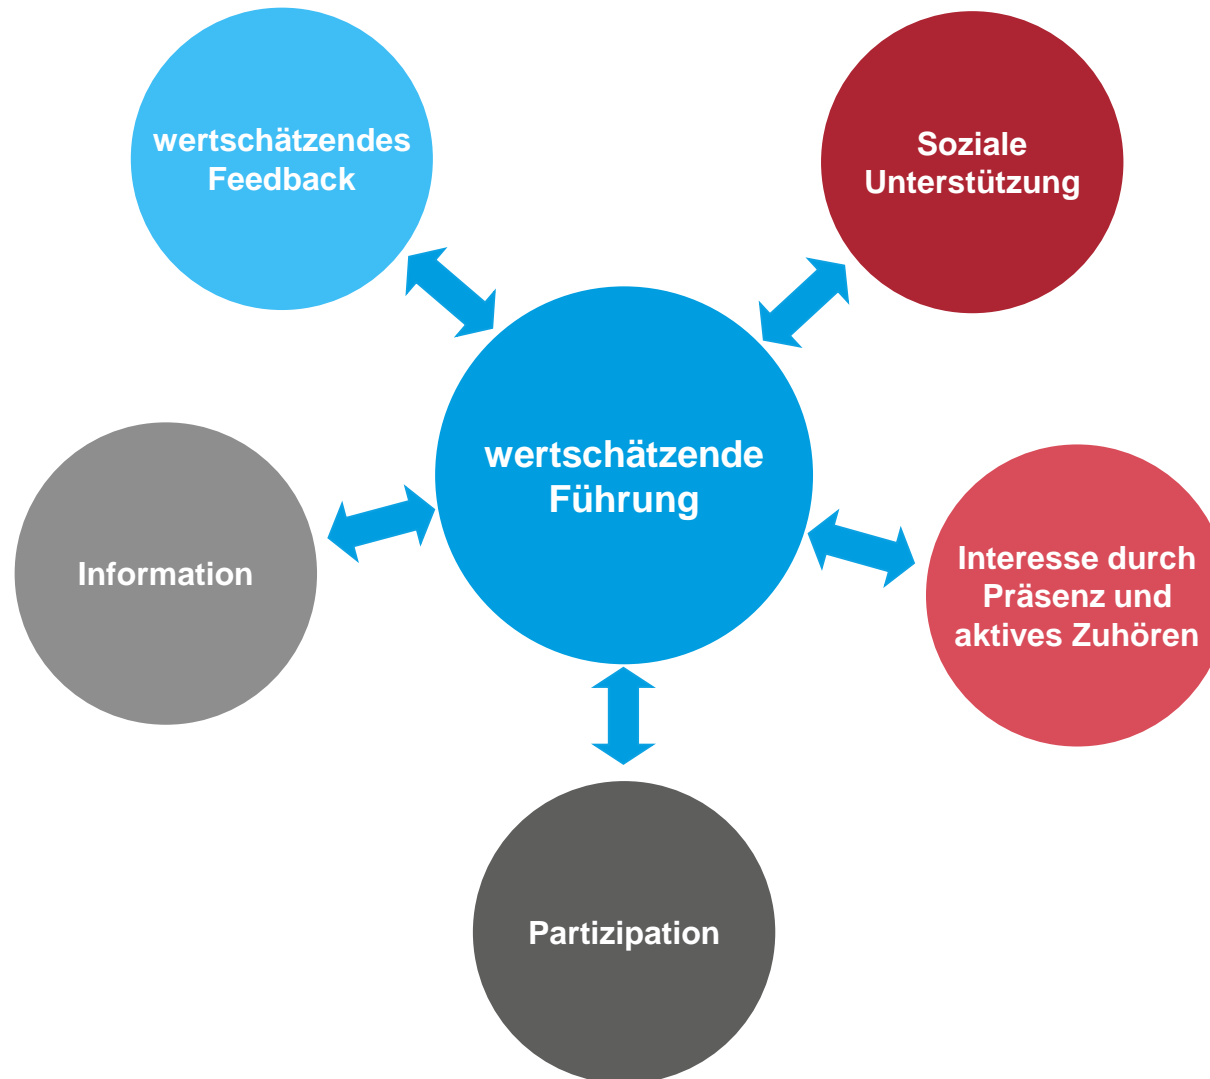 wertschätzendes
Feedback
Soziale
Unterstützung
wertschätzende
Führung
Information
Interesse durch
Präsenz und
aktives Zuhören
Partizipation